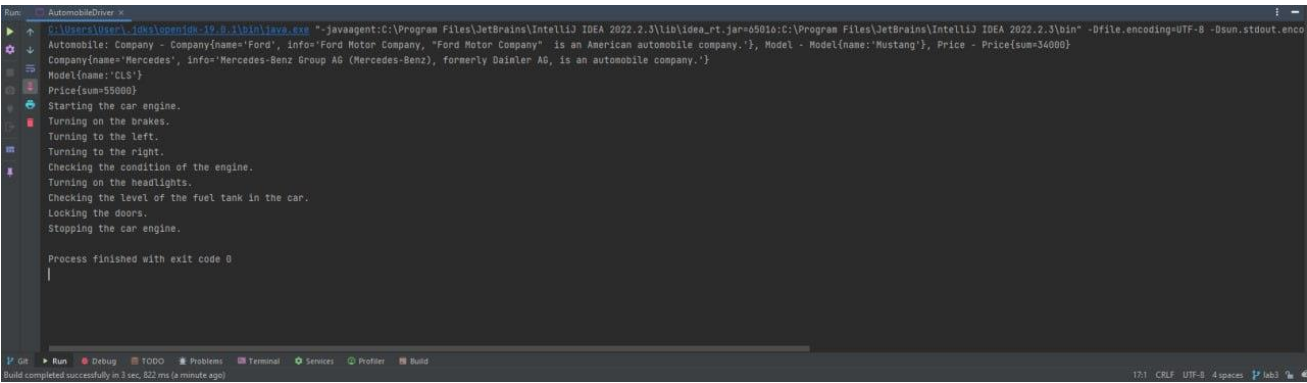 Run: AutomobileDriver ×
C:\Users\User\.jdks\openjdk-19.0.1\bin\java.exe "-javaagent:C:\Program Files\JetBrains\IntelliJ IDEA 2022.2.3\lib\idea_rt.jar=65016:C:\Program Files\JetBrains\IntelliJ IDEA 2022.2.3\bin" -Dfile.encoding=UTF-8 -Dsun.stdout.enco
Automobile: Company - Company{name='Ford', info='Ford Motor Company, "Ford Motor Company"  is an American automobile company.'}, Model - Model{name:'Mustang'}, Price - Price{sum=34000}
Company{name='Mercedes', info='Mercedes-Benz Group AG (Mercedes-Benz), formerly Daimler AG, is an automobile company.'}
Model{name:'CLS'}
Price{sum=55000}
Starting the car engine.
Turning on the brakes.
Turning to the left.
Turning to the right.
Checking the condition of the engine.
Turning on the headlights.
Checking the level of the fuel tank in the car.
Locking the doors.
Stopping the car engine.
Process finished with exit code 0
Git Run Debug TODO Problems Terminal Services Profiler Build
Build completed successfully in 3 sec, 822 ms (a minute ago) 17:1 CRLF UTF-8 4 spaces lab3